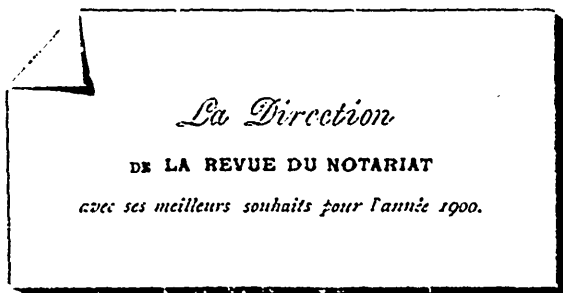 La Direction
DE LA REVUE DU NOTARIAT
avec ses meilleurs souhaits pour l'année 1900.